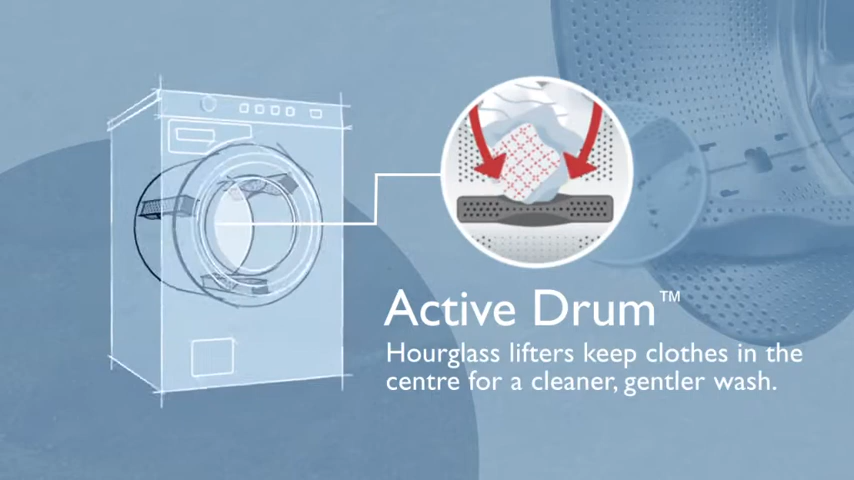 Active Drum™
Hourglass lifters keep clothes in the
centre for a cleaner, gentler wash.